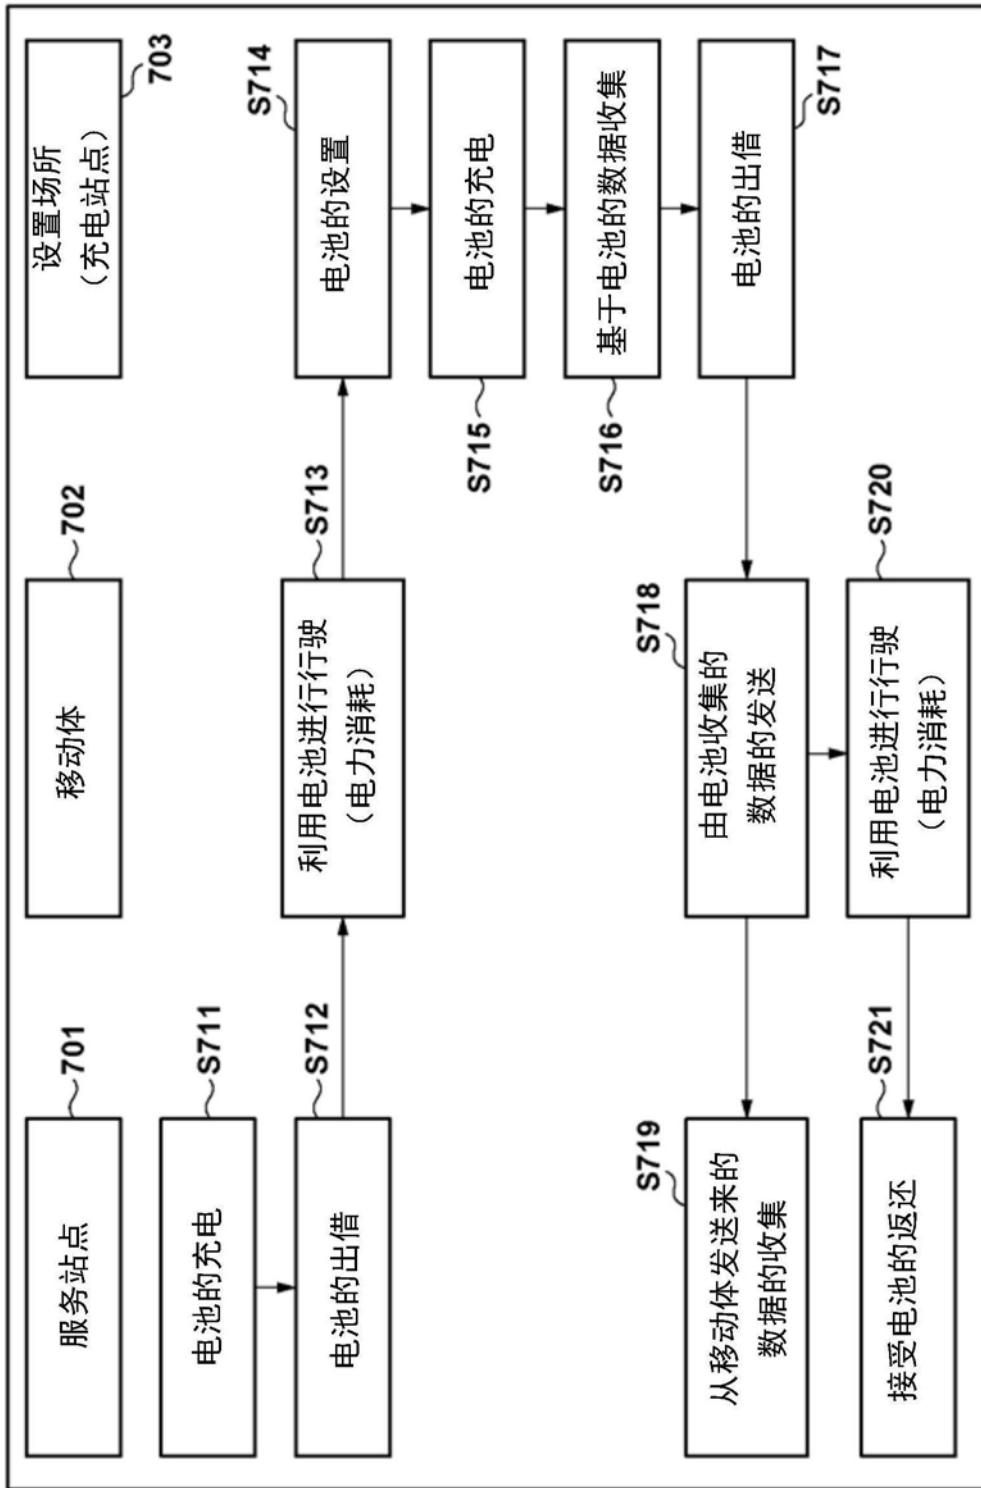 服务站点
701
移动体
702
设置场所
（充电站点）
703
电池的充电
S711
电池的出借
S712
利用电池进行行驶
（电力消耗）
S713
电池的设置
S714
电池的充电
S715
基于电池的数据收集
S716
电池的出借
S717
由电池收集的
数据的发送
S718
从移动体发送来的
数据的收集
S719
利用电池进行行驶
（电力消耗）
S720
接受电池的返还
S721